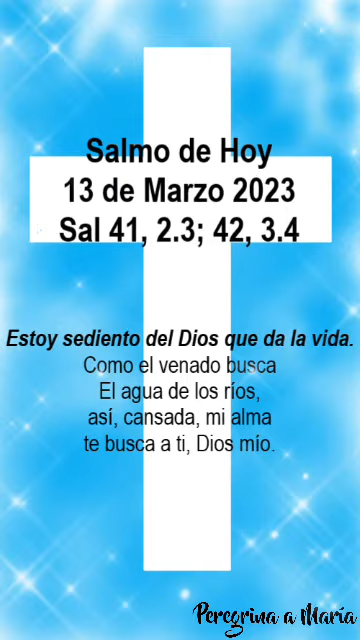 Salmo de Hoy
13 de Marzo 2023
Sal 41, 2.3; 42, 3.4
Estoy sediento del Dios que da la vida.
Como el venado busca
El agua de los ríos,
así, cansada, mi alma
te busca a ti, Dios mío.
Peregrina a María